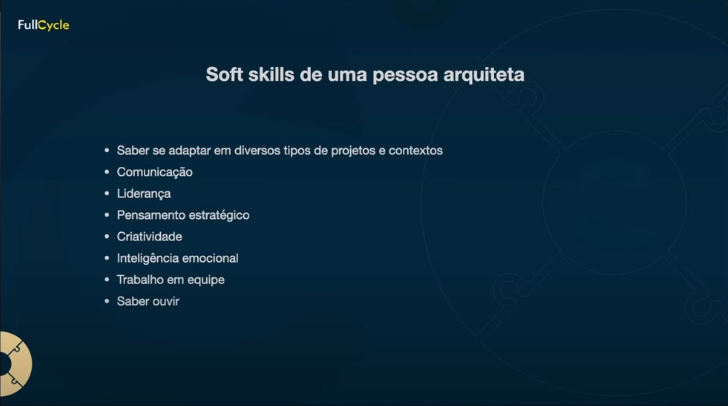 FullCycle
Soft skills de uma pessoa arquiteta
• Saber se adaptar em diversos tipos de projetos e contextos
• Comunicação
• Liderança
• Pensamento estratégico
• Criatividade
• Inteligência emocional
• Trabalho em equipe
• Saber ouvir